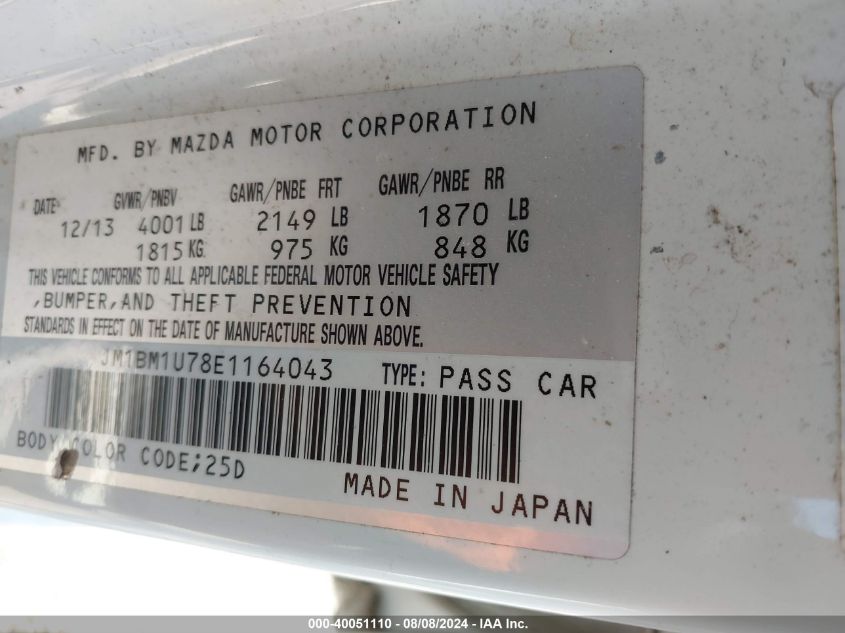 MFD. BY MAZDA MOTOR CORPORATION
DATE GVWR/PNBV GAWR/PNBE FRT GAWR/PNBE RR
12/13 4001 LB 2149 LB 1870 LB
1815 KG 975 KG 848 KG
THIS VEHICLE CONFORMS TO ALL APPLICABLE FEDERAL MOTOR VEHICLE SAFETY
,BUMPER,AND THEFT PREVENTION
STANDARDS IN EFFECT ON THE DATE OF MANUFACTURE SHOWN ABOVE.
JM1BM1U78E1164043 TYPE: PASS CAR
BODY COLOR CODE;25D
MADE IN JAPAN
000-40051110 - 08/08/2024 - IAA Inc.